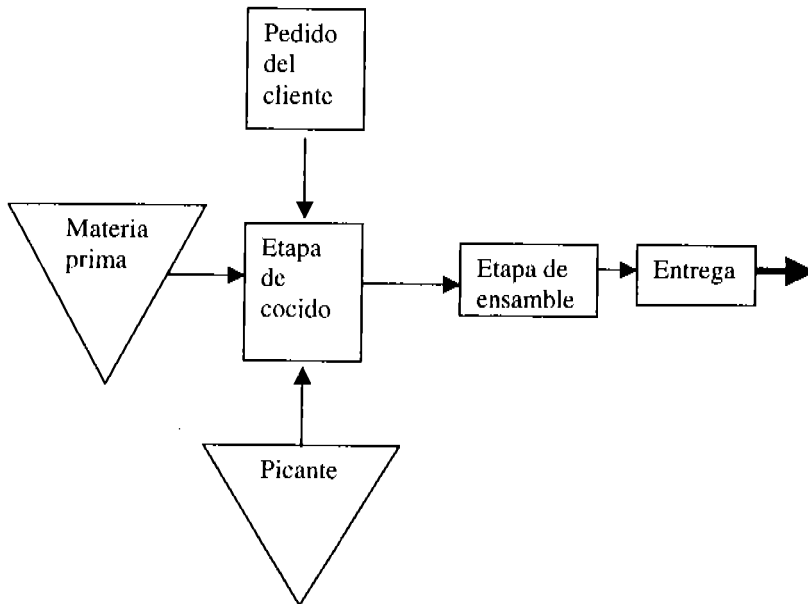 Pedido
del
cliente
Materia
prima
Etapa
de
cocido
Etapa de
ensamble
Entrega
Picante